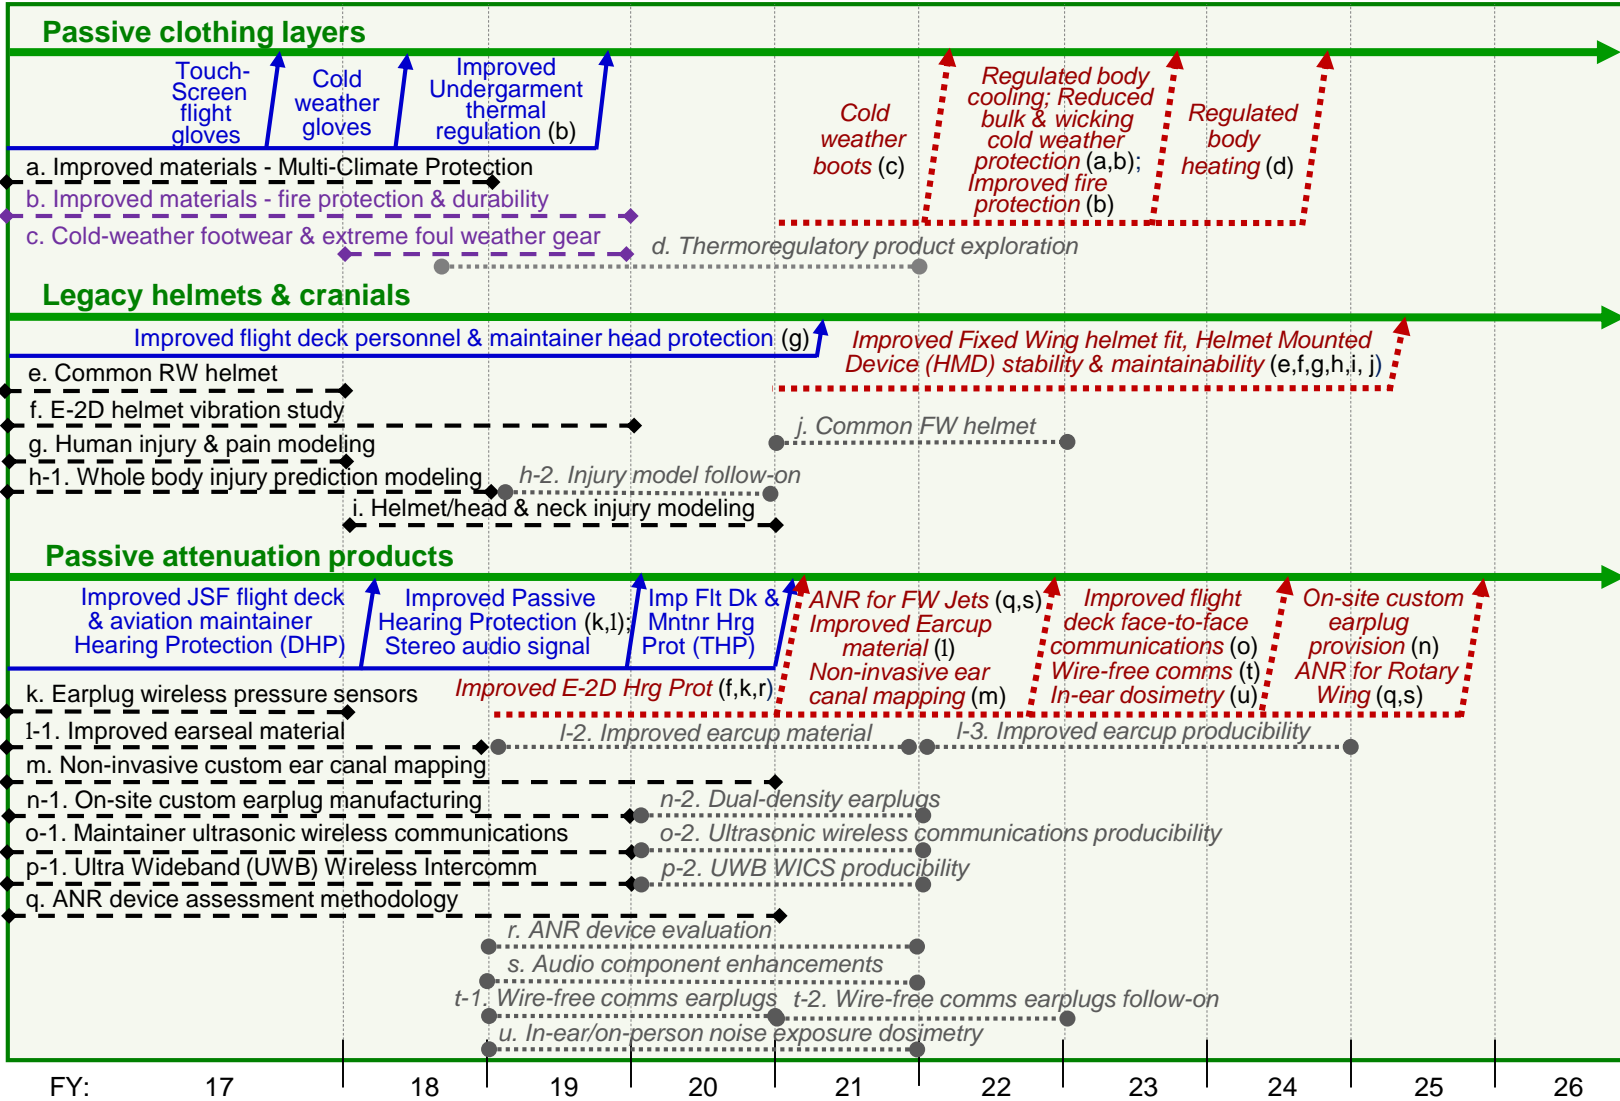 Passive clothing layers
Touch-
Screen
flight
gloves
Cold
weather
gloves
Improved
Undergarment
thermal
regulation (b)
Cold
weather
boots (c)
Regulated body
cooling; Reduced
bulk & wicking
cold weather
protection (a,b);
Improved fire
protection (b)
Regulated
body
heating (d)
a. Improved materials - Multi-Climate Protection
b. Improved materials - fire protection & durability
c. Cold-weather footwear & extreme foul weather gear
d. Thermoregulatory product exploration
Legacy helmets & cranials
Improved flight deck personnel & maintainer head protection (g)
Improved Fixed Wing helmet fit, Helmet Mounted
Device (HMD) stability & maintainability (e,f,g,h,i, j)
e. Common RW helmet
f. E-2D helmet vibration study
j. Common FW helmet
g. Human injury & pain modeling
h-1. Whole body injury prediction modeling
h-2. Injury model follow-on
i. Helmet/head & neck injury modeling
Passive attenuation products
Improved JSF flight deck
& aviation maintainer
Hearing Protection (DHP)
Improved Passive
Hearing Protection (k,l);
Stereo audio signal
Imp Flt Dk &
Mntnr Hrg
Prot (THP)
ANR for FW Jets (q,s)
Improved Earcup
material (l)
Non-invasive ear
canal mapping (m)
Improved flight
deck face-to-face
communications (o)
Wire-free comms (t)
In-ear dosimetry (u)
On-site custom
earplug
provision (n)
ANR for Rotary
Wing (q,s)
Improved E-2D Hrg Prot (f,k,r)
k. Earplug wireless pressure sensors
l-1. Improved earseal material
l-2. Improved earcup material
l-3. Improved earcup producibility
m. Non-invasive custom ear canal mapping
n-1. On-site custom earplug manufacturing
n-2. Dual-density earplugs
o-1. Maintainer ultrasonic wireless communications
o-2. Ultrasonic wireless communications producibility
p-1. Ultra Wideband (UWB) Wireless Intercomm
p-2. UWB WICS producibility
q. ANR device assessment methodology
r. ANR device evaluation
s. Audio component enhancements
t-1. Wire-free comms earplugs
t-2. Wire-free comms earplugs follow-on
u. In-ear/on-person noise exposure dosimetry
FY: 17 18 19 20 21 22 23 24 25 26